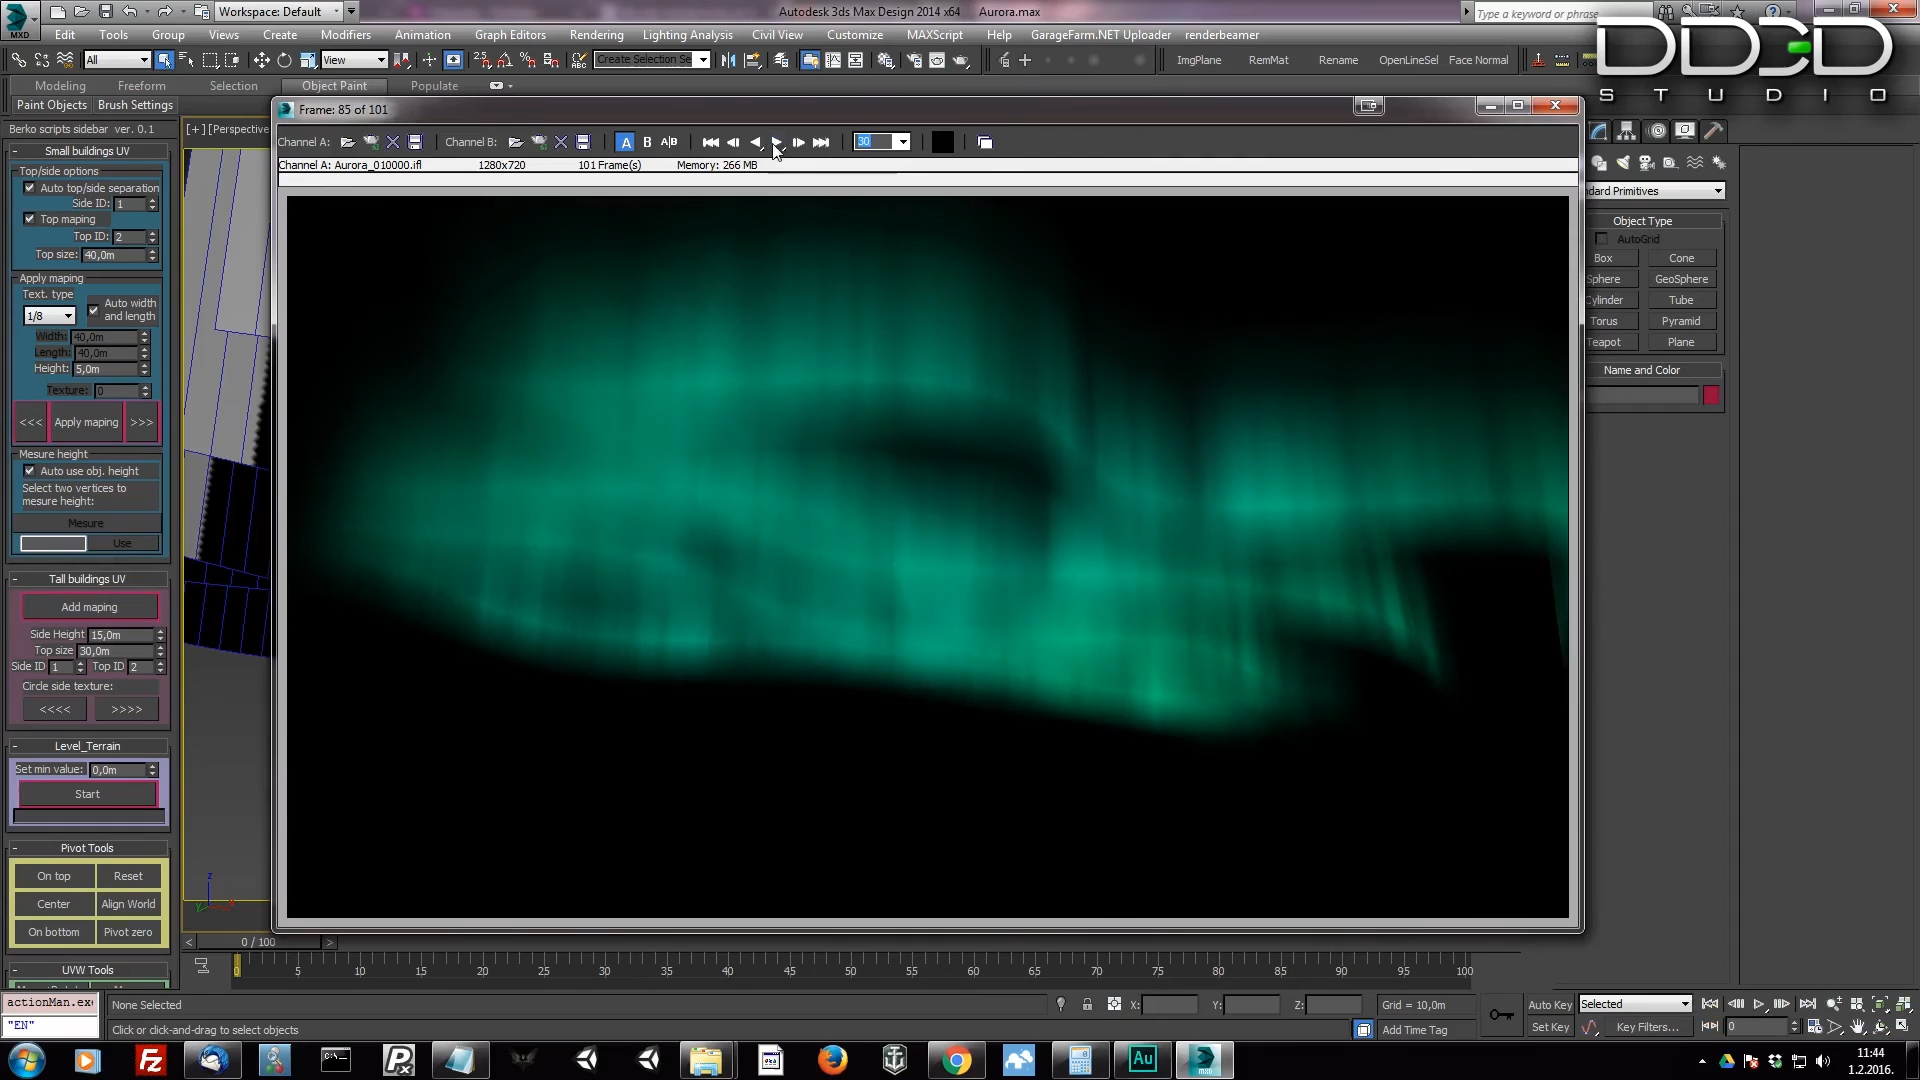 Workspace: Default
Autodesk 3ds Max Design 2014 x64 Aurora.max
Type a keyword or phrase
MXD
Edit Tools Group Views Create Modifiers Animation Graph Editors Rendering Lighting Analysis Civil View Customize MAXScript Help GarageFarm.NET Uploader renderbeamer
DD3D
STUDIO
All View Create Selection Se ImgPlane RemMat Rename OpenLineSel Face Normal
Modeling Freeform Selection Object Paint Populate
Paint Objects Brush Settings
Frame: 85 of 101
Berko scripts sidebar ver. 0.1
[+] [Perspective
Channel A: Channel B: A B A|B 30
Channel A: Aurora_010000.ifl 1280x720 101 Frame(s) Memory: 266 MB
Small buildings UV
Top/side options
Auto top/side separation
Side ID: 1
Top maping
Top ID: 2
Top size: 40,0m
Apply maping
Text. type
1/8
Auto width
and length
Width: 40,0m
Length: 40,0m
Height: 5,0m
Texture: 0
<<< Apply maping >>>
Mesure height
Auto use obj. height
Select two vertices to
mesure height:
Mesure
Use
Tall buildings UV
Add maping
Side Height 15,0m
Top size 30,0m
Side ID 1 Top ID 2
Circle side texture:
<<<< >>>>
Level_Terrain
Set min value: 0,0m
Start
Pivot Tools
On top Reset
Center Align World
On bottom Pivot zero
UVW Tools
ndard Primitives
Object Type
AutoGrid
Box Cone
Sphere GeoSphere
Cylinder Tube
Torus Pyramid
Teapot Plane
Name and Color
z
0 / 100
0 5 10 15 20 25 30 35 40 45 50 55 60 65 70 75 80 85 90 95 100
actionMan.exe
"EN"
None Selected
X: Y: Z: Grid = 10,0m
Auto Key Selected
Click or click-and-drag to select objects
Add Time Tag
Set Key Key Filters... 0
Fz
Au
MXD
11:44
1.2.2016.